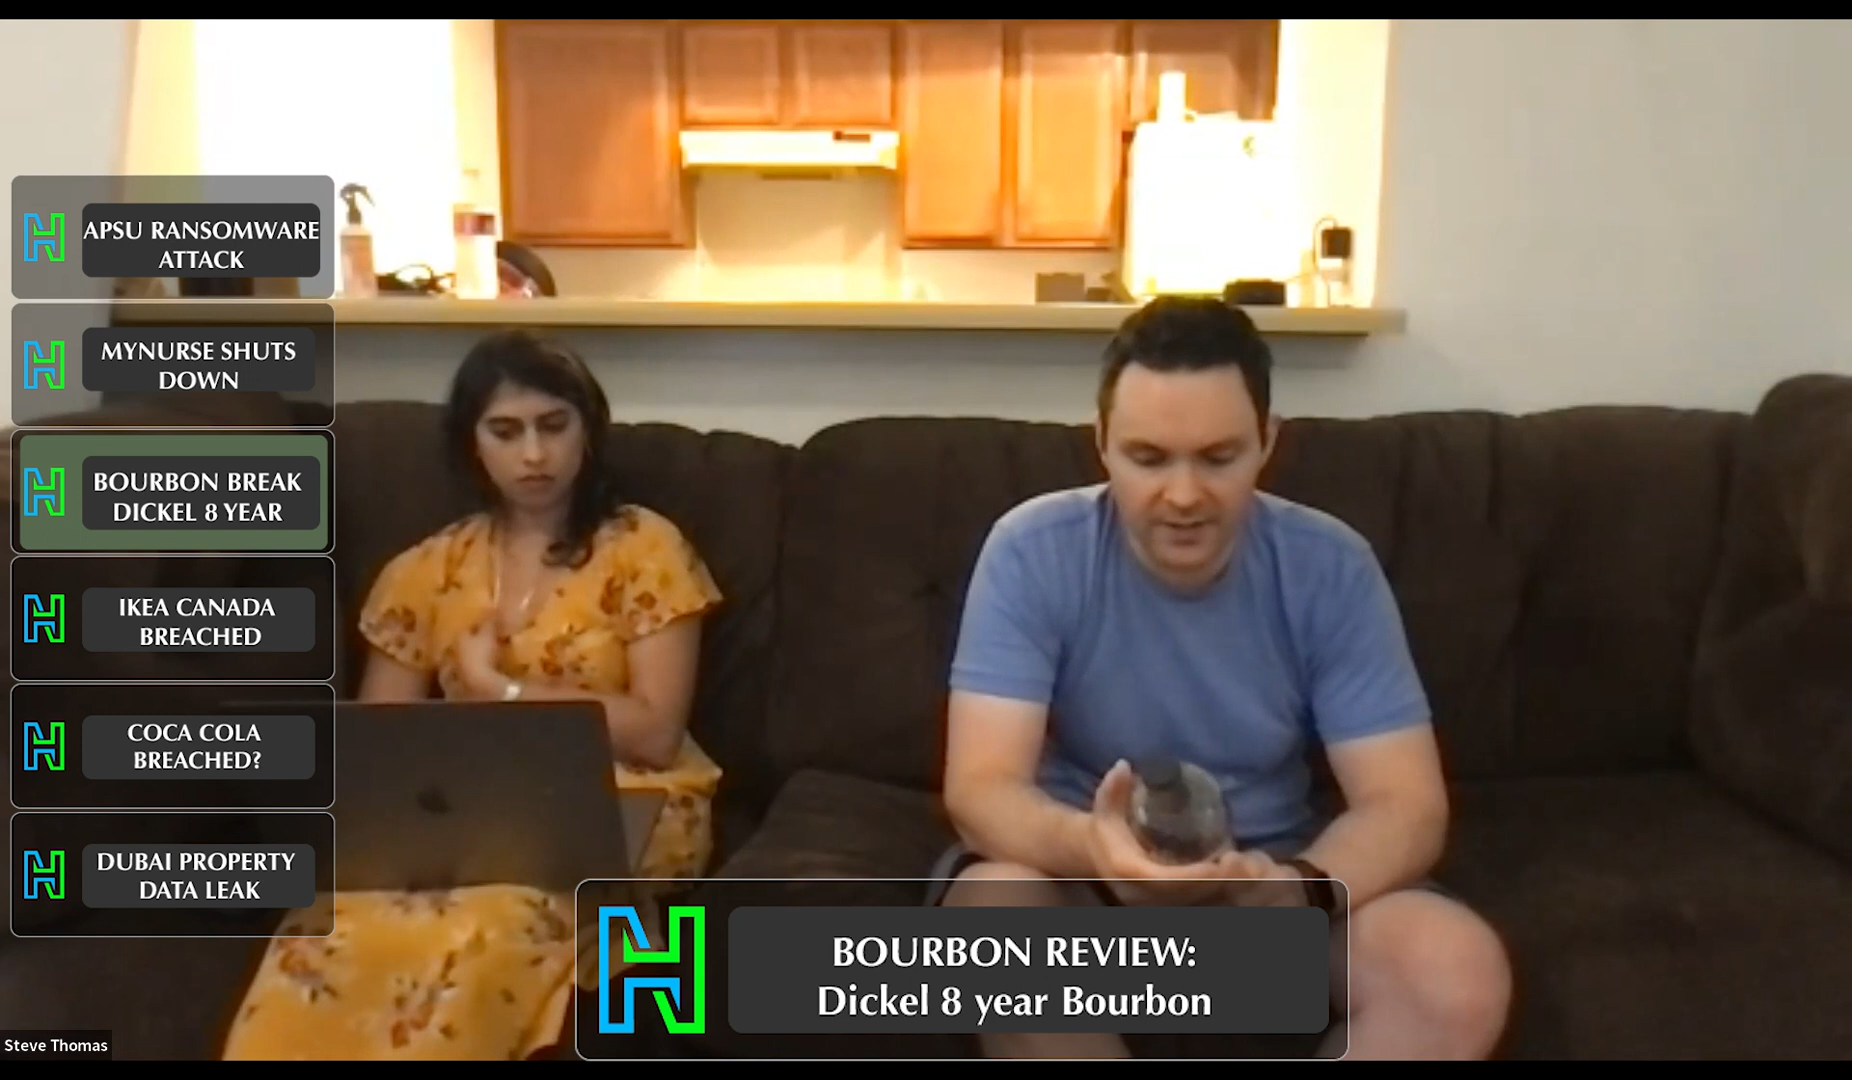 APSU RANSOMWARE
ATTACK
MYNURSE SHUTS
DOWN
BOURBON BREAK
DICKEL 8 YEAR
IKEA CANADA
BREACHED
COCA COLA
BREACHED?
DUBAI PROPERTY
DATA LEAK
BOURBON REVIEW:
Dickel 8 year Bourbon
Steve Thomas